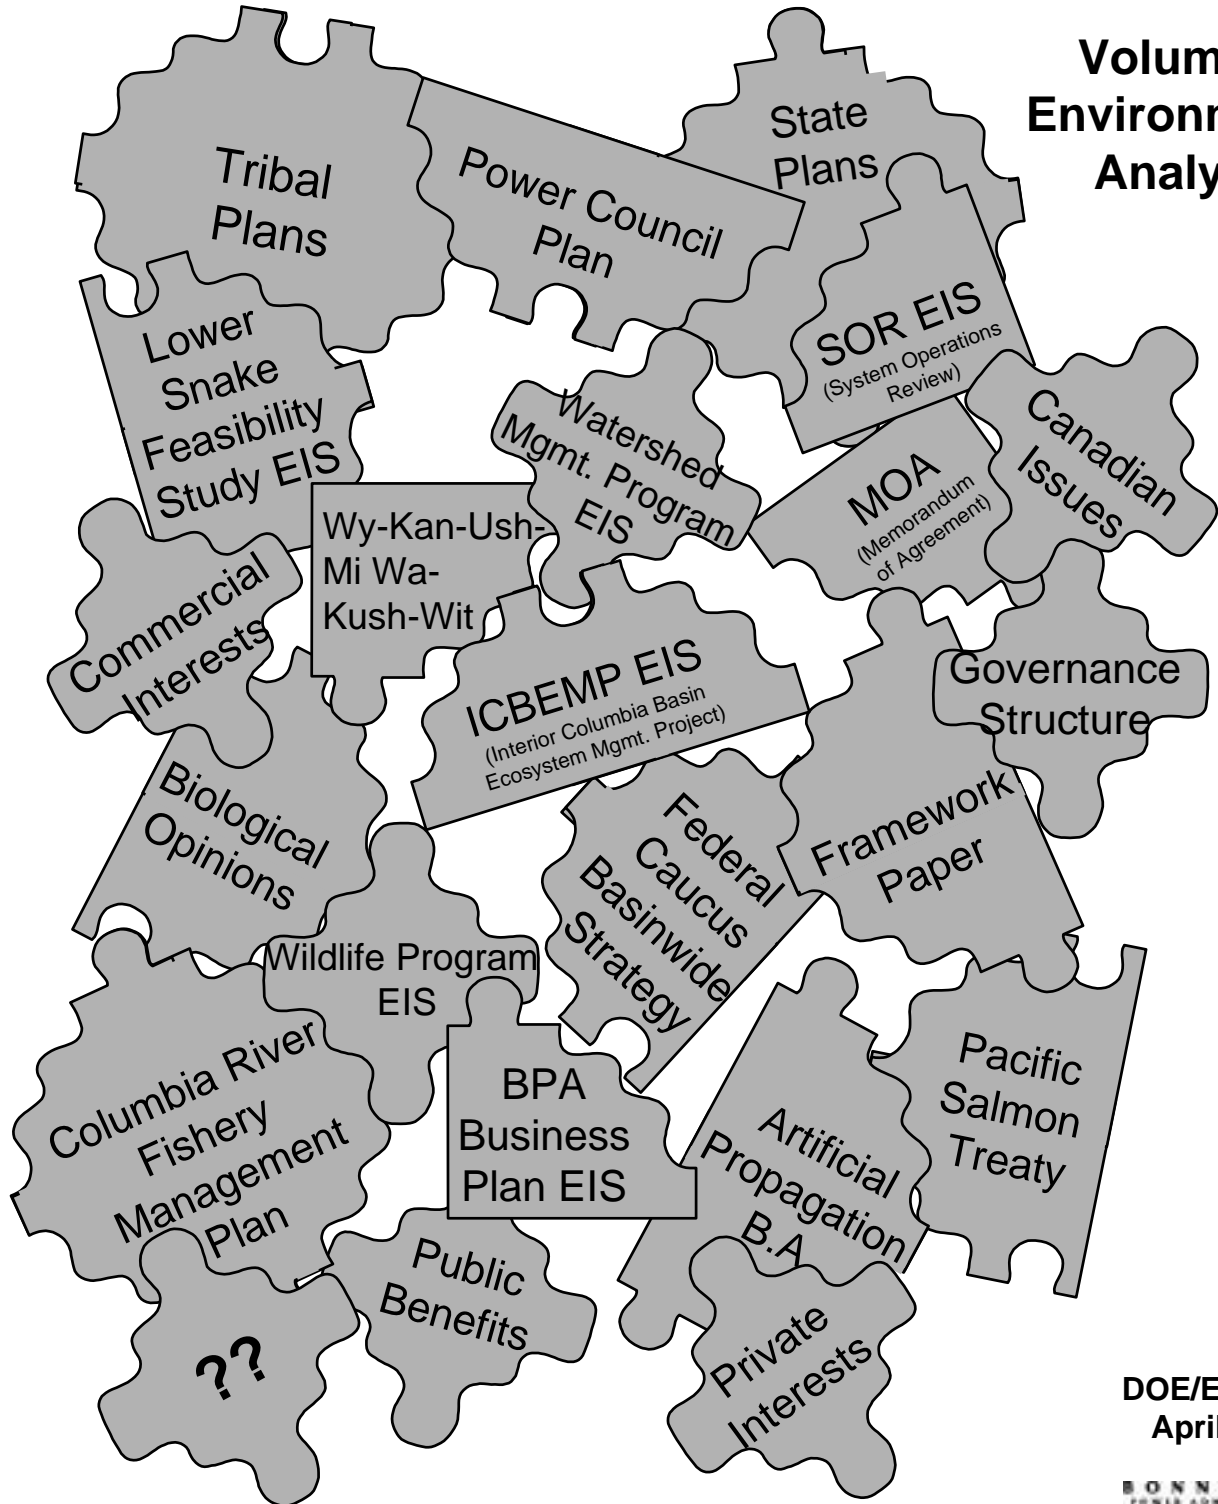 Volum
Environm
Analy
Tribal
Plans
Power Council
Plan
State
Plans
SOR EIS
(System Operations
Review)
Lower
Snake
Feasibility
Study EIS
Watershed
Mgmt. Program
EIS
MOA
(Memorandum
of Agreement)
Canadian
Issues
Wy-Kan-Ush-
Mi Wa-
Kush-Wit
Commercial
Interests
ICBEMP EIS
(Interior Columbia Basin
Ecosystem Mgmt. Project)
Governance
Structure
Biological
Opinions
Federal
Caucus
Basinwide
Strategy
Framework
Paper
Wildlife Program
EIS
Columbia River
Fishery
Management
Plan
BPA
Business
Plan EIS
Artificial
Propagation
B.A
Pacific
Salmon
Treaty
Public
Benefits
??
Private
Interests
DOE/E
April
BONN